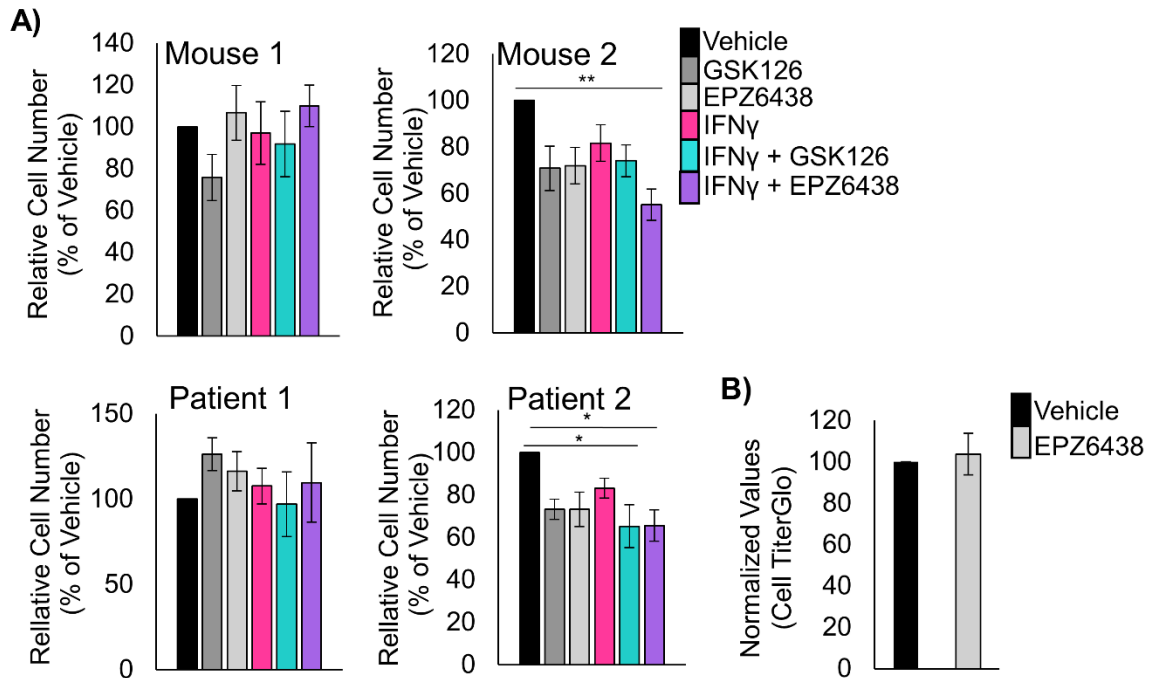 A)
Mouse 1
Relative Cell Number
(% of Vehicle)
140
120
100
80
60
40
20
0
Mouse 2
Relative Cell Number
(% of Vehicle)
120
100
80
60
40
20
0
**
Vehicle
GSK126
EPZ6438
IFNγ
IFNγ + GSK126
IFNγ + EPZ6438
Patient 1
Rellative Cell Number
(% of Vehicle)
150
100
50
0
Patient 2
Rellative Cell Number
(% of Vehicle)
120
100
80
60
40
20
0
*
*
B)
Normalized Values
(Cell TiterGlo)
120
100
80
60
40
20
0
Vehicle
EPZ6438